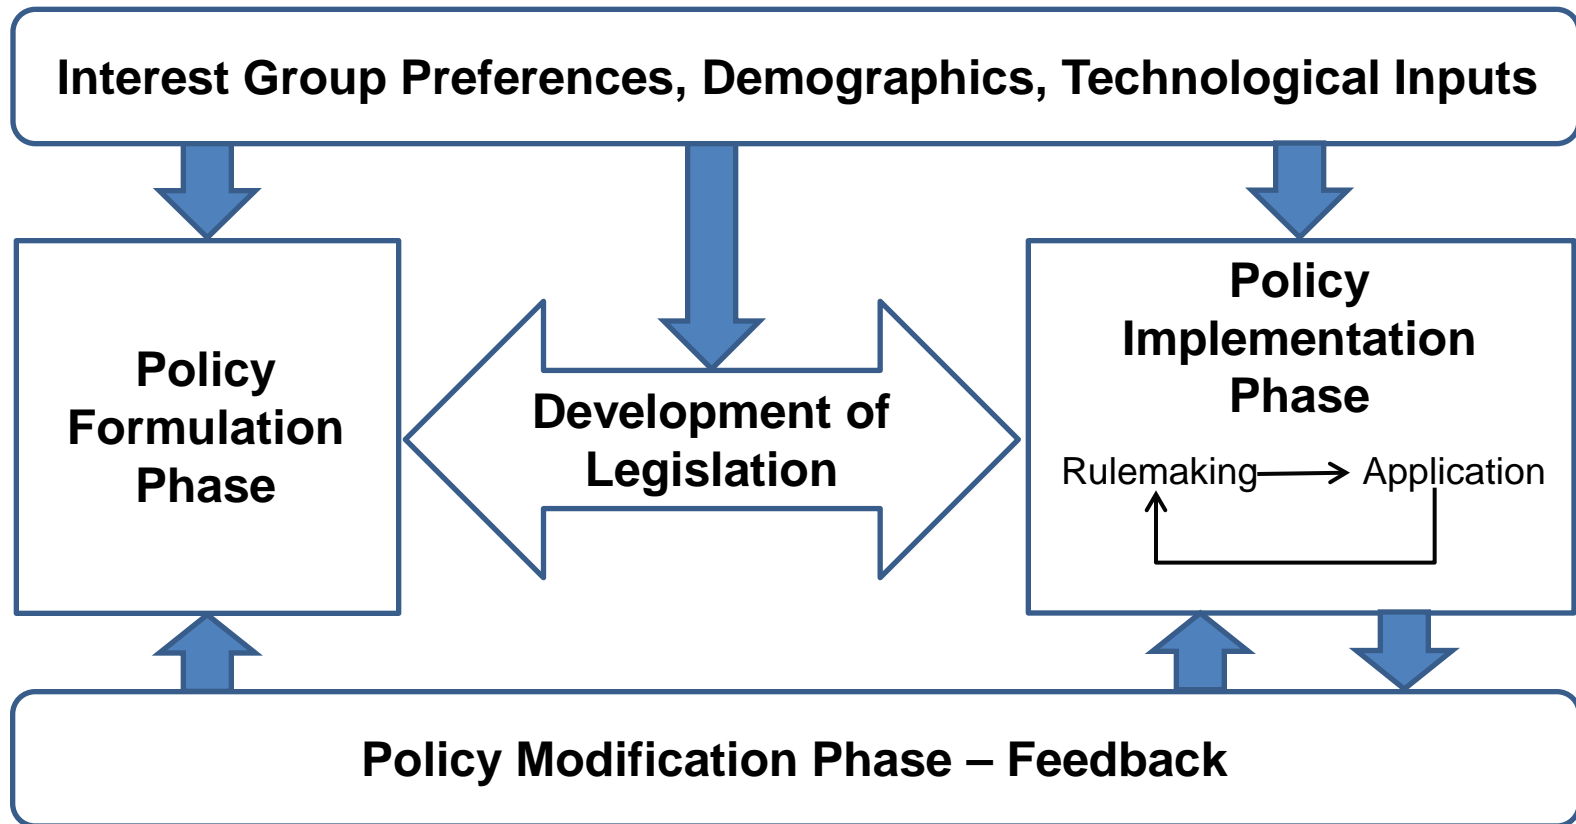 Interest Group Preferences, Demographics, Technological Inputs
Policy
Formulation
Phase
Development of
Legislation
Policy
Implementation
Phase
Rulemaking
Application
Policy Modification Phase – Feedback